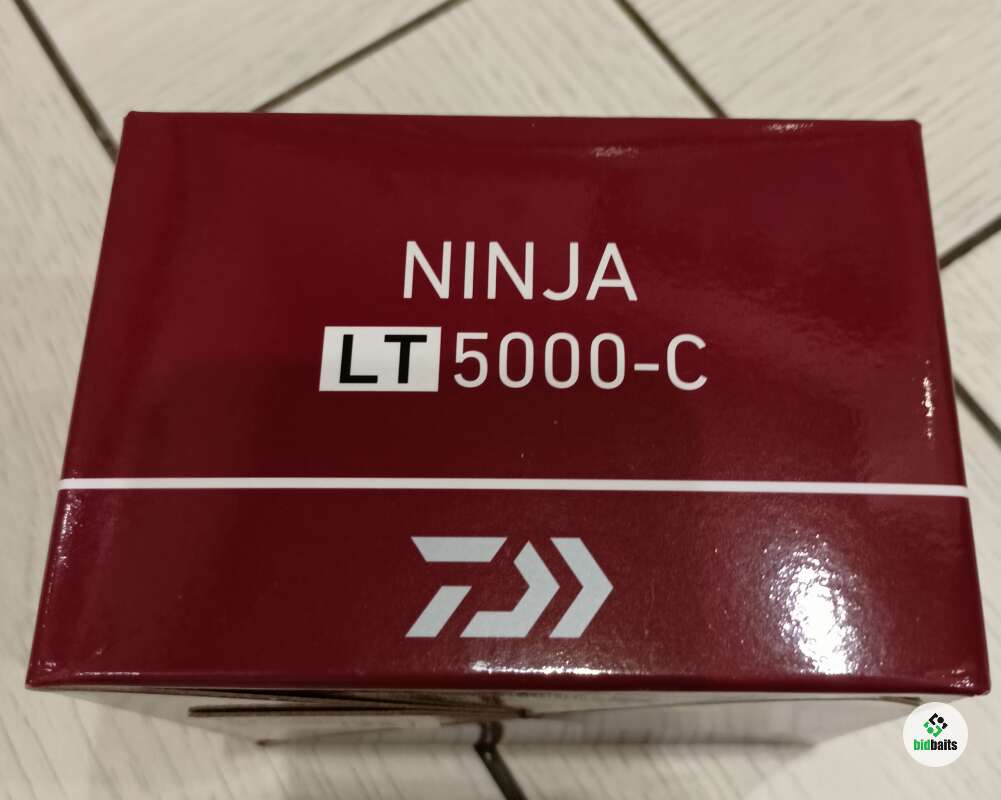 NINJA
LT 5000-C
bidbaits